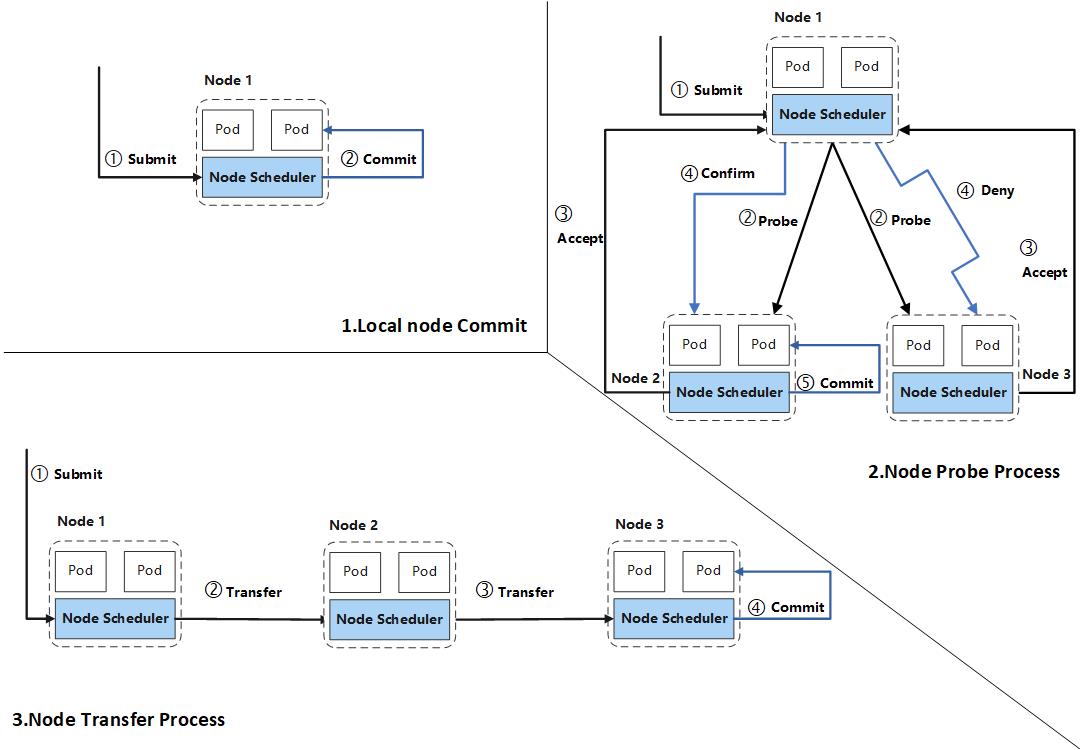 Node 1
Pod
Pod
① Submit
② Commit
Node Scheduler
1.Local node Commit
Node 1
Pod
Pod
① Submit
Node Scheduler
④ Confirm
④ Deny
③
Accept
② Probe
② Probe
③
Accept
Pod
Pod
Pod
Pod
Node 2
Node Scheduler
⑤ Commit
Node Scheduler
Node 3
2.Node Probe Process
① Submit
Node 1
Pod
Pod
Node Scheduler
② Transfer
Node 2
Pod
Pod
Node Scheduler
③ Transfer
Node 3
Pod
Pod
Node Scheduler
④ Commit
3.Node Transfer Process